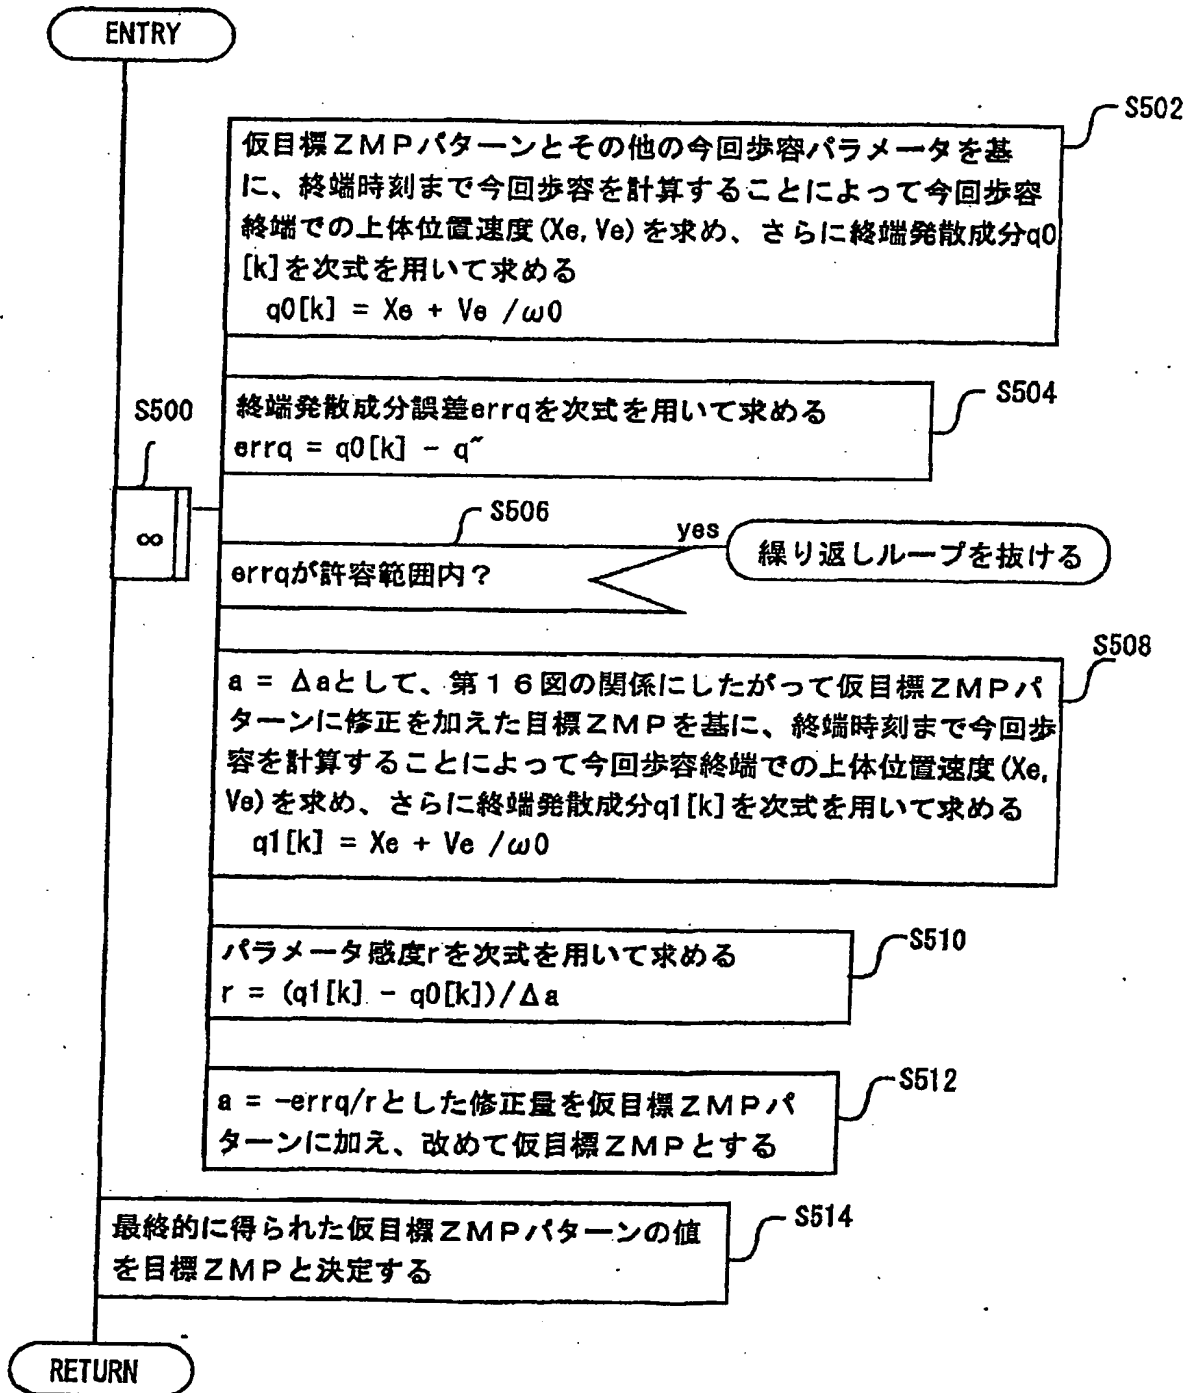 ENTRY
S502
仮目標ZMPパターンとその他の今回歩容パラメータを基
に、終端時刻まで今回歩容を計算することによって今回歩容
終端での上体位置速度(Xe, Ve)を求め、さらに終端発散成分q0
[k]を次式を用いて求める
q0[k] = Xe + Ve /ω0
S500
∞
S504
終端発散成分誤差errqを次式を用いて求める
errq = q0[k] - q"
S506
errqが許容範囲内?
yes
繰り返しループを抜ける
S508
a = Δaとして、第16図の関係にしたがって仮目標ZMPパ
ターンに修正を加えた目標ZMPを基に、終端時刻まで今回歩
容を計算することによって今回歩容終端での上体位置速度(Xe,
Ve)を求め、さらに終端発散成分q1[k]を次式を用いて求める
q1[k] = Xe + Ve /ω0
S510
パラメータ感度rを次式を用いて求める
r = (q1[k] - q0[k])/Δa
S512
a = -errq/rとした修正量を仮目標ZMPパ
ターンに加え、改めて仮目標ZMPとする
S514
最終的に得られた仮目標ZMPパターンの値
を目標ZMPと決定する
RETURN